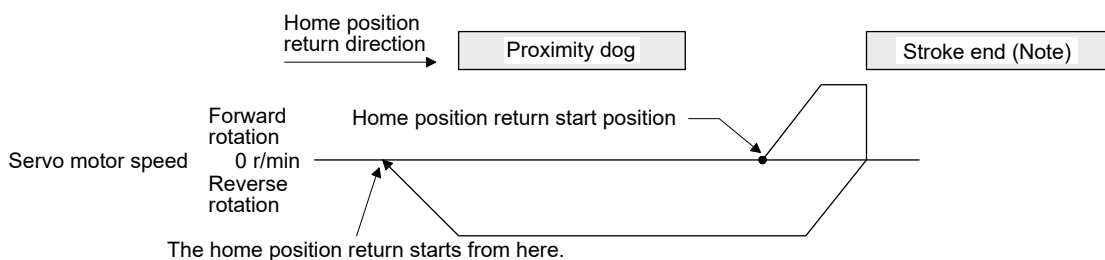 Home position
return direction
Proximity dog
Stroke end (Note)
Forward
rotation
Home position return start position
Servo motor speed
0 r/min
Reverse
rotation
The home position return starts from here.